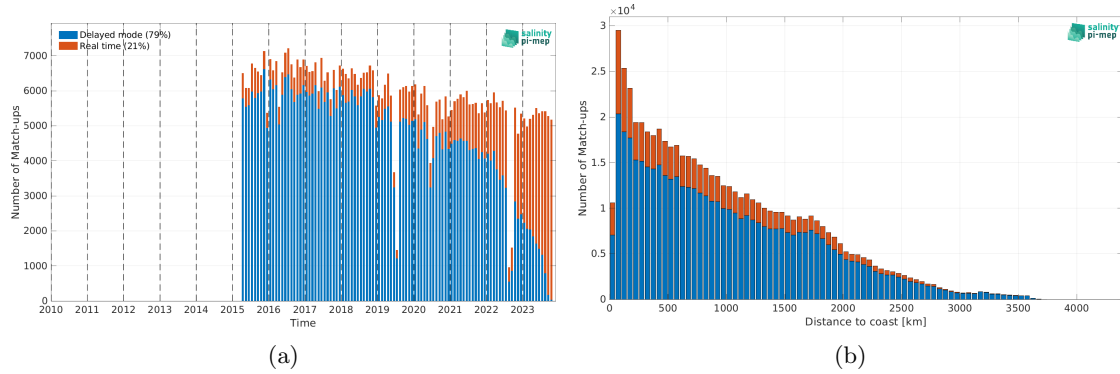 Delayed mode (79%)
Real time (21%)
salinity
pi-mep
7000
6000
5000
4000
3000
2000
1000
0
Number of Match-ups
2010 2011 2012 2013 2014 2015 2016 2017 2018 2019 2020 2021 2022 2023
Time
(a)
×10⁴
salinity
pi-mep
3
2.5
2
1.5
1
0.5
0
Number of Match-ups
0 500 1000 1500 2000 2500 3000 3500 4000
Distance to coast [km]
(b)